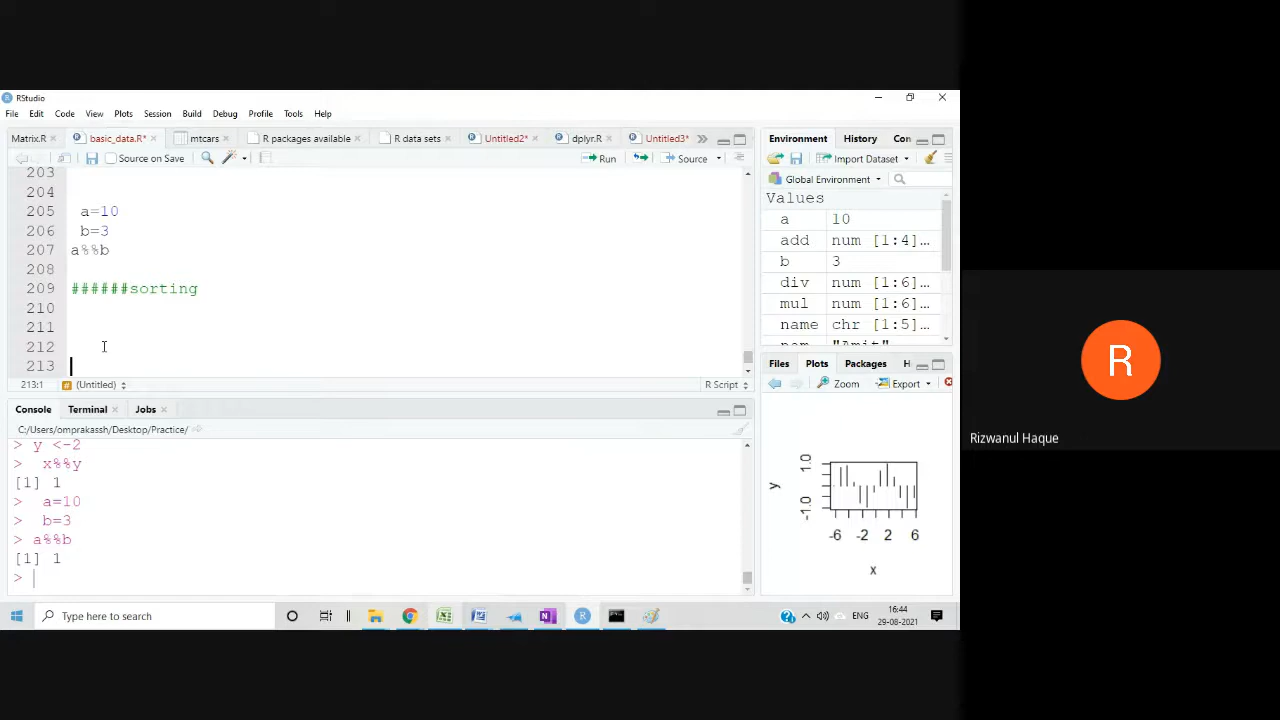 RStudio
File Edit Code View Plots Session Build Debug Profile Tools Help
Matrix.R basic_data.R* mtcars R packages available R data sets Untitled2* dplyr.R Untitled3*
Source on Save Run Source
203
204
205 a=10
206 b=3
207 a%%b
208
209 ######sorting
210
211
212
213
213:1 (Untitled) R Script
Console Terminal Jobs
C:/Users/omprakassh/Desktop/Practice/
> y <-2
> x%%y
[1] 1
> a=10
> b=3
> a%%b
[1] 1
>
Environment History Con
Import Dataset
Global Environment
Values
a 10
add num [1:4]…
b 3
div num [1:6]…
mul num [1:6]…
name chr [1:5]…
Files Plots Packages H
Zoom Export
y
-1.0 1.0
-6 -2 2 6
x
R
Rizwanul Haque
Type here to search
ENG
16:44
29-08-2021